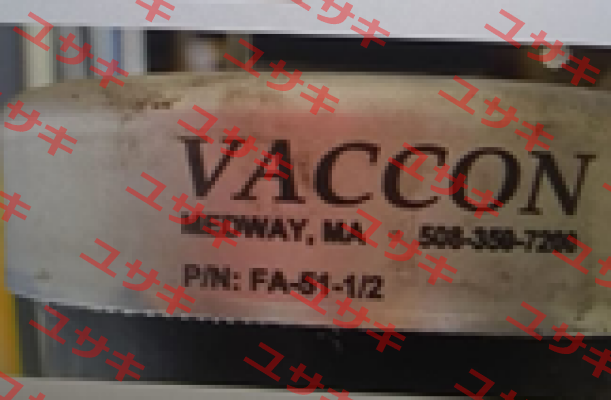 VACCON
MEDWAY, MA
P/N: FA-51-1/2
ユサキ